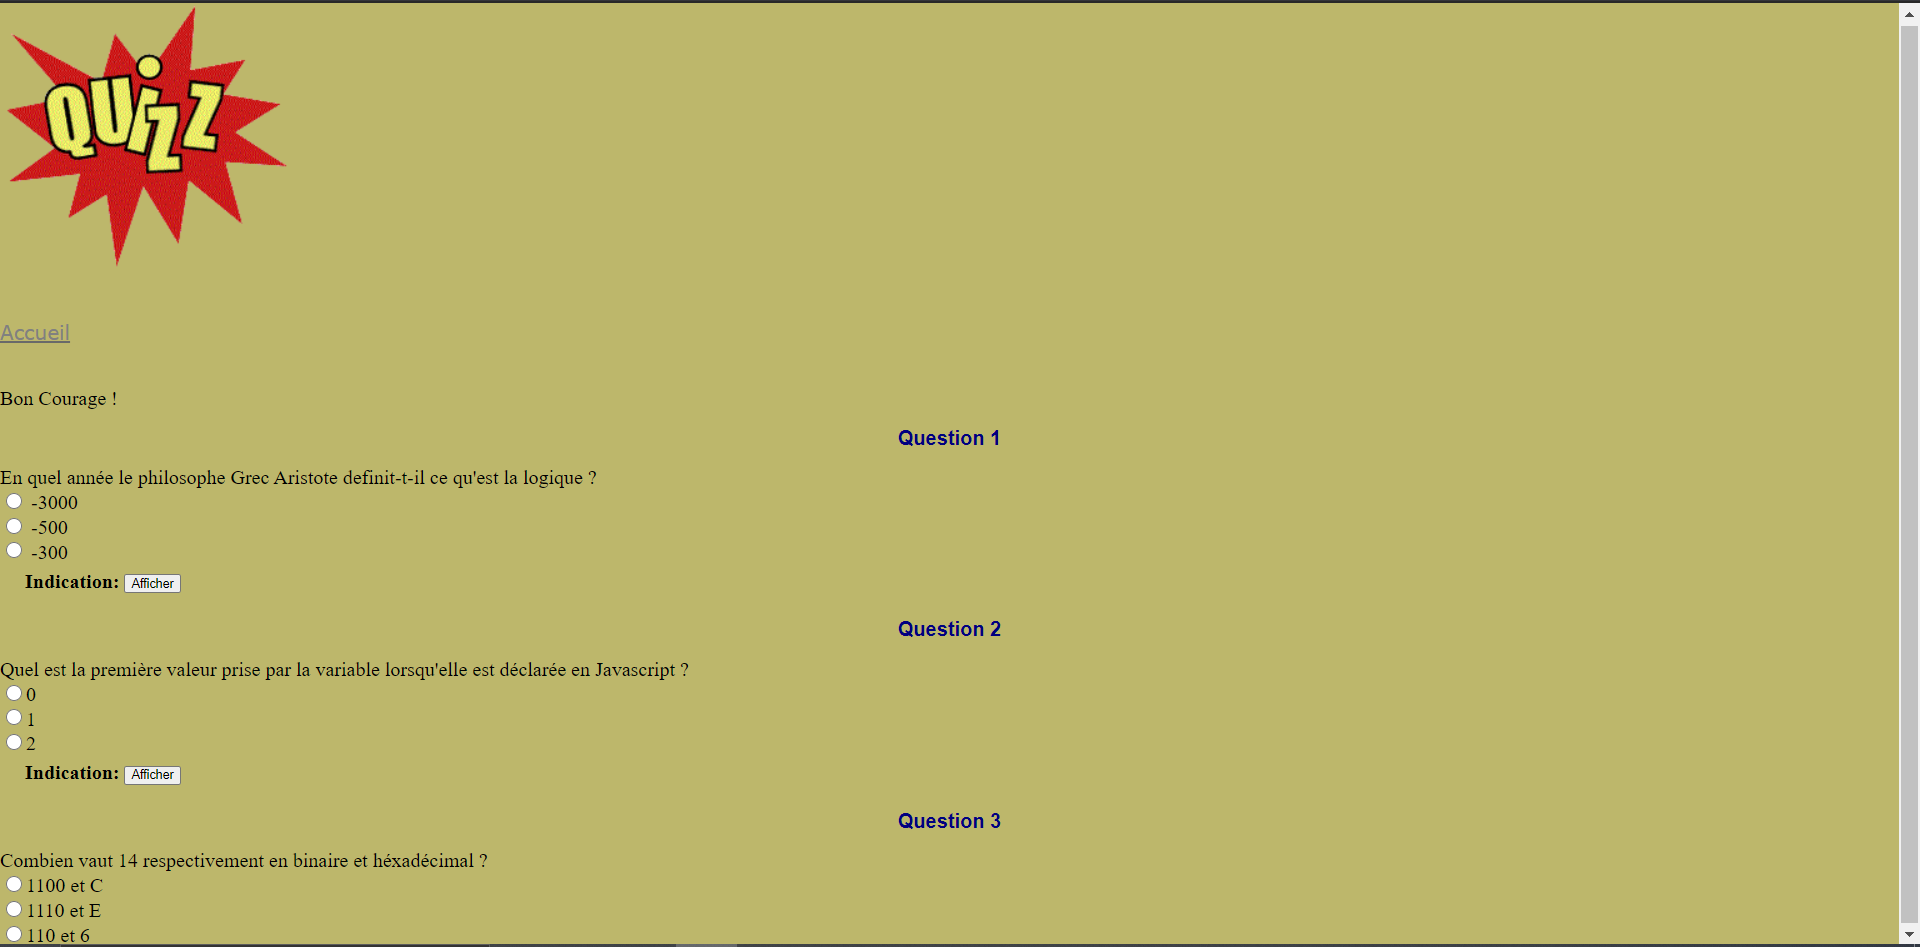 QUiZZ
Accueil
Bon Courage !
Question 1
En quel année le philosophe Grec Aristote definit-t-il ce qu'est la logique ?
-3000
-500
-300
Indication: Afficher
Question 2
Quel est la première valeur prise par la variable lorsqu'elle est déclarée en Javascript ?
0
1
2
Indication: Afficher
Question 3
Combien vaut 14 respectivement en binaire et héxadécimal ?
1100 et C
1110 et E
110 et 6